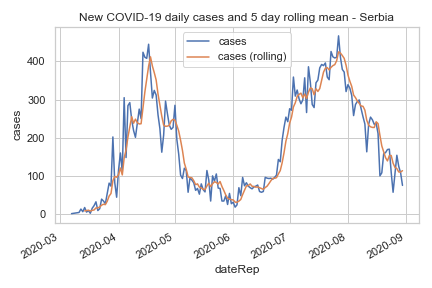 New COVID-19 daily cases and 5 day rolling mean - Serbia
cases
cases (rolling)
400
300
200
100
0
cases
2020-03
2020-04
2020-05
2020-06
2020-07
2020-08
2020-09
dateRep